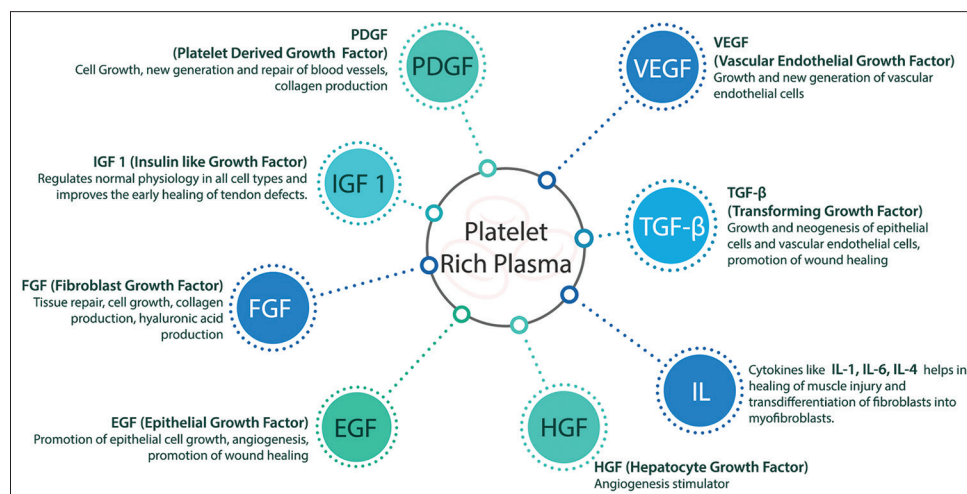 PDGF
(Platelet Derived Growth Factor)
Cell Growth, new generation and repair of blood vessels,
collagen production
PDGF
VEGF
VEGF
(Vascular Endothelial Growth Factor)
Growth and new generation of vascular
endothelial cells
IGF 1 (Insulin like Growth Factor)
Regulates normal physiology in all cell types and
improves the early healing of tendon defects.
IGF 1
Platelet
Rich Plasma
TGF-β
TGF-β
(Transforming Growth Factor)
Growth and neogenesis of epithelial
cells and vascular endothelial cells,
promotion of wound healing
FGF (Fibroblast Growth Factor)
Tissue repair, cell growth, collagen
production, hyaluronic acid
production
FGF
IL
Cytokines like IL-1, IL-6, IL-4 helps in
healing of muscle injury and
transdifferentiation of fibroblasts into
myofibroblasts.
EGF (Epithelial Growth Factor)
Promotion of epithelial cell growth, angiogenesis,
promotion of wound healing
EGF
HGF
HGF (Hepatocyte Growth Factor)
Angiogenesis stimulator